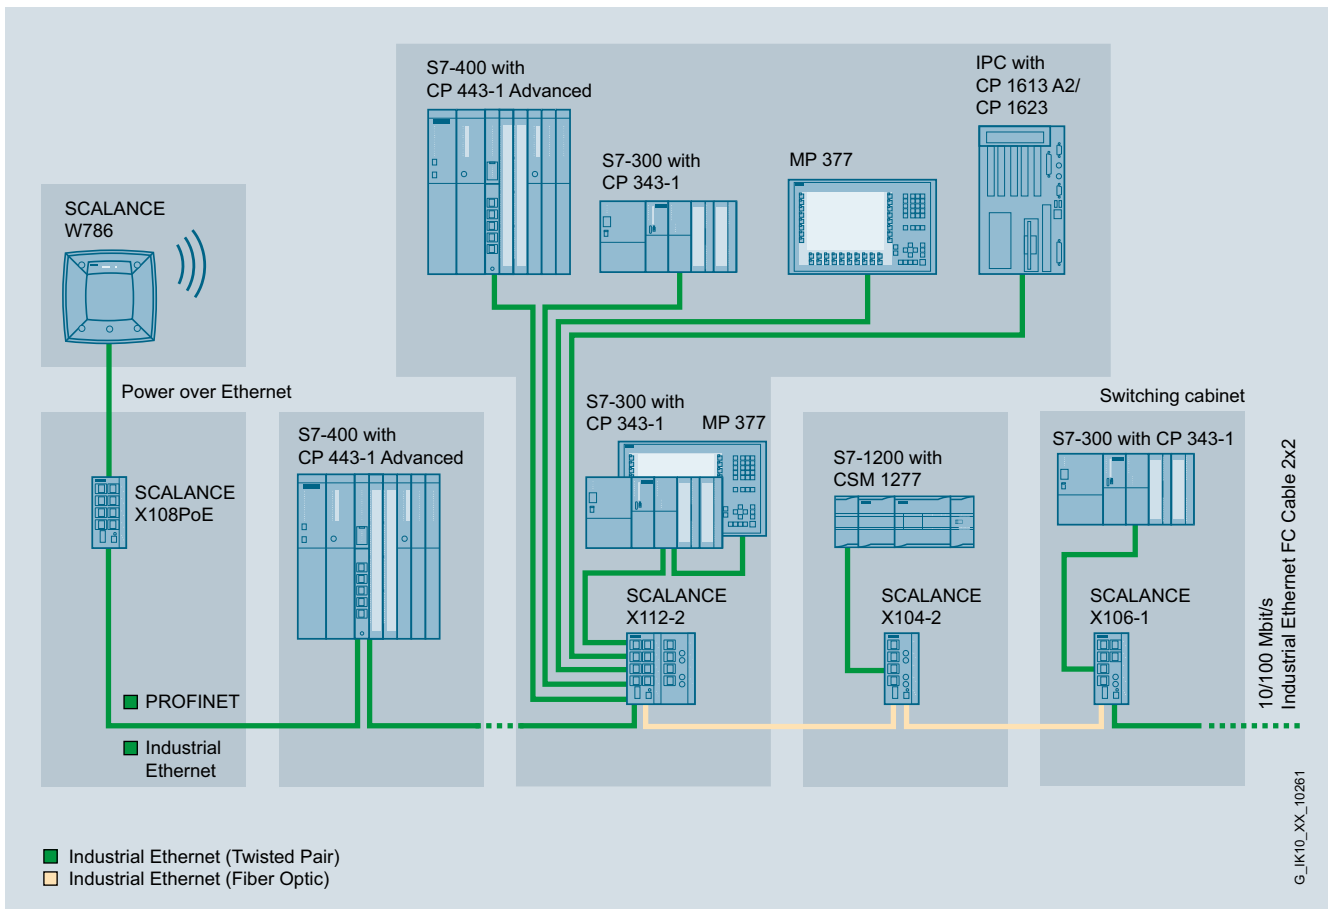 S7-400 with
CP 443-1 Advanced
S7-300 with
CP 343-1
MP 377
IPC with
CP 1613 A2/
CP 1623
SCALANCE
W786
Power over Ethernet
SCALANCE
X108PoE
S7-400 with
CP 443-1 Advanced
S7-300 with
CP 343-1
MP 377
SCALANCE
X112-2
S7-1200 with
CSM 1277
SCALANCE
X104-2
Switching cabinet
S7-300 with CP 343-1
SCALANCE
X106-1
10/100 Mbit/s
Industrial Ethernet FC Cable 2x2
PROFINET
Industrial
Ethernet
Industrial Ethernet (Twisted Pair)
Industrial Ethernet (Fiber Optic)
G_IK10_XX_10261